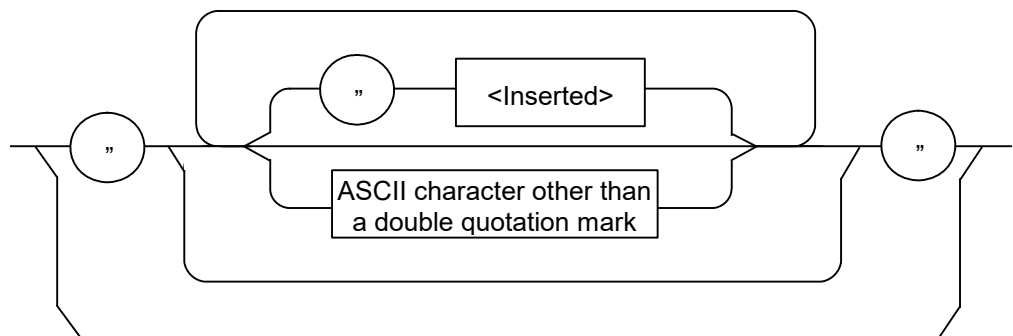 ”
<Inserted>
”
”
ASCII character other than
a double quotation mark